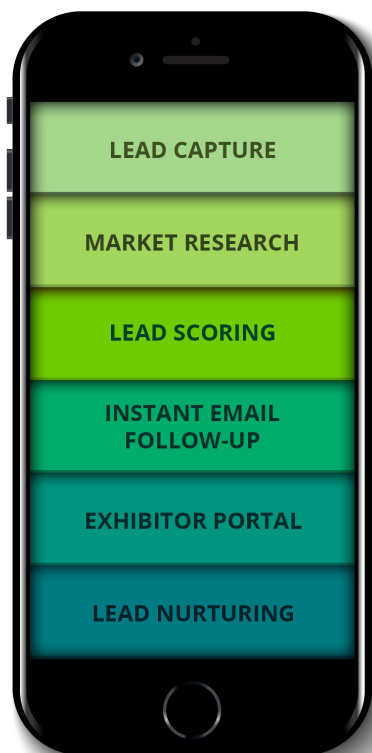 LEAD CAPTURE
MARKET RESEARCH
LEAD SCORING
INSTANT EMAIL
FOLLOW-UP
EXHIBITOR PORTAL
LEAD NURTURING